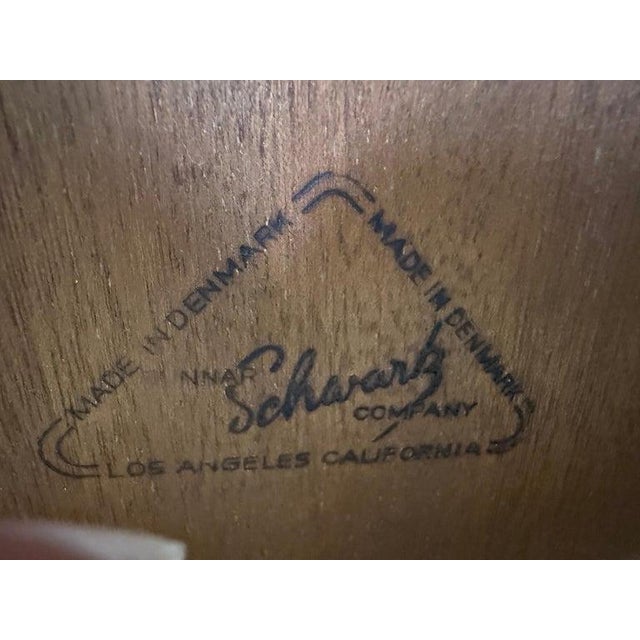 MADE IN DENMARK
MADE IN DENMARK
Schwartz
COMPANY
LOS ANGELES CALIFORNIA